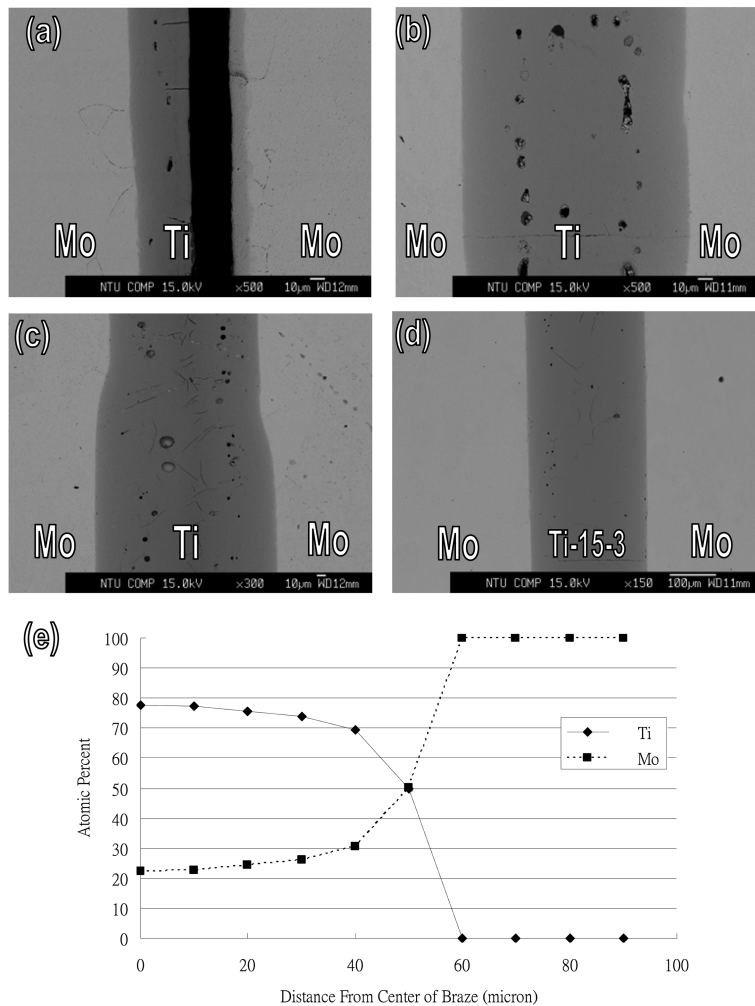 (a)
Mo
Ti
Mo
NTU COMP 15.0kV ×500 10μm WD12mm
(b)
Ti
Mo
NTU COMP 15.0kV ×500 10μm WD11mm
(c)
Mo
Ti
Mo
NTU COMP 15.0kV ×300 10μm WD12mm
(d)
Mo
Ti-15-3
Mo
NTU COMP 15.0kV ×150 100μm WD11mm
(e)
100
90
80
70
60
50
40
30
20
10
0
Atomic Percent
Ti
Mo
0 20 40 60 80 100
Distance From Center of Braze (micron)